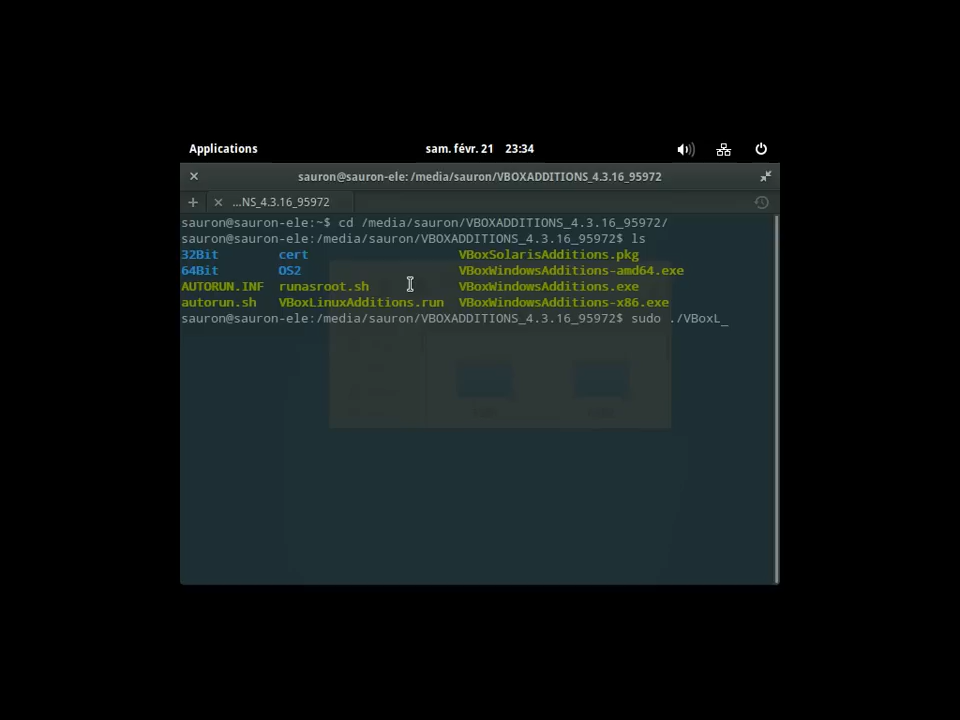 Applications sam. févr. 21 23:34
sauron@sauron-ele: /media/sauron/VBOXADDITIONS_4.3.16_95972
...NS_4.3.16_95972
sauron@sauron-ele:~$ cd /media/sauron/VBOXADDITIONS_4.3.16_95972/
sauron@sauron-ele:/media/sauron/VBOXADDITIONS_4.3.16_95972$ ls
32Bit cert VBoxSolarisAdditions.pkg
64Bit OS2 VBoxWindowsAdditions-amd64.exe
AUTORUN.INF runasroot.sh VBoxWindowsAdditions.exe
autorun.sh VBoxLinuxAdditions.run VBoxWindowsAdditions-x86.exe
sauron@sauron-ele:/media/sauron/VBOXADDITIONS_4.3.16_95972$ sudo ./VBoxL_